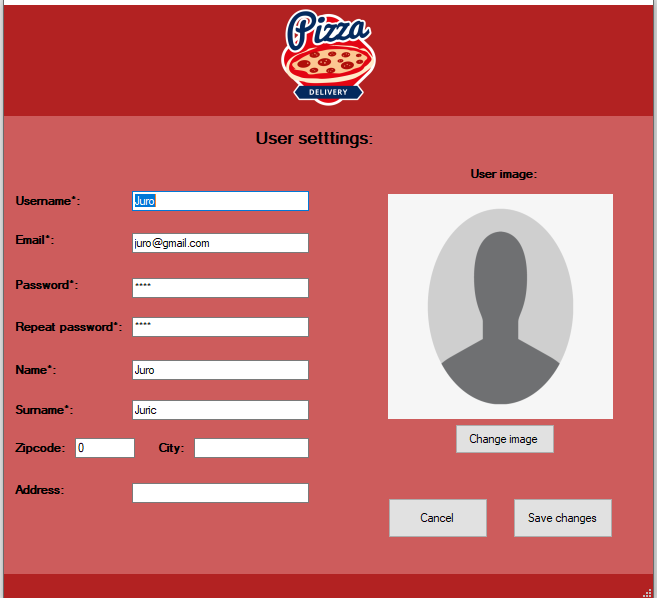 Pizza
DELIVERY
User setttings:
User image:
Username*:
Juro
Email*:
juro@gmail.com
Password*:
****
Repeat password*:
****
Name*:
Juro
Surname*:
Juric
Zipcode:
0
City:
Address:
Change image
Cancel
Save changes